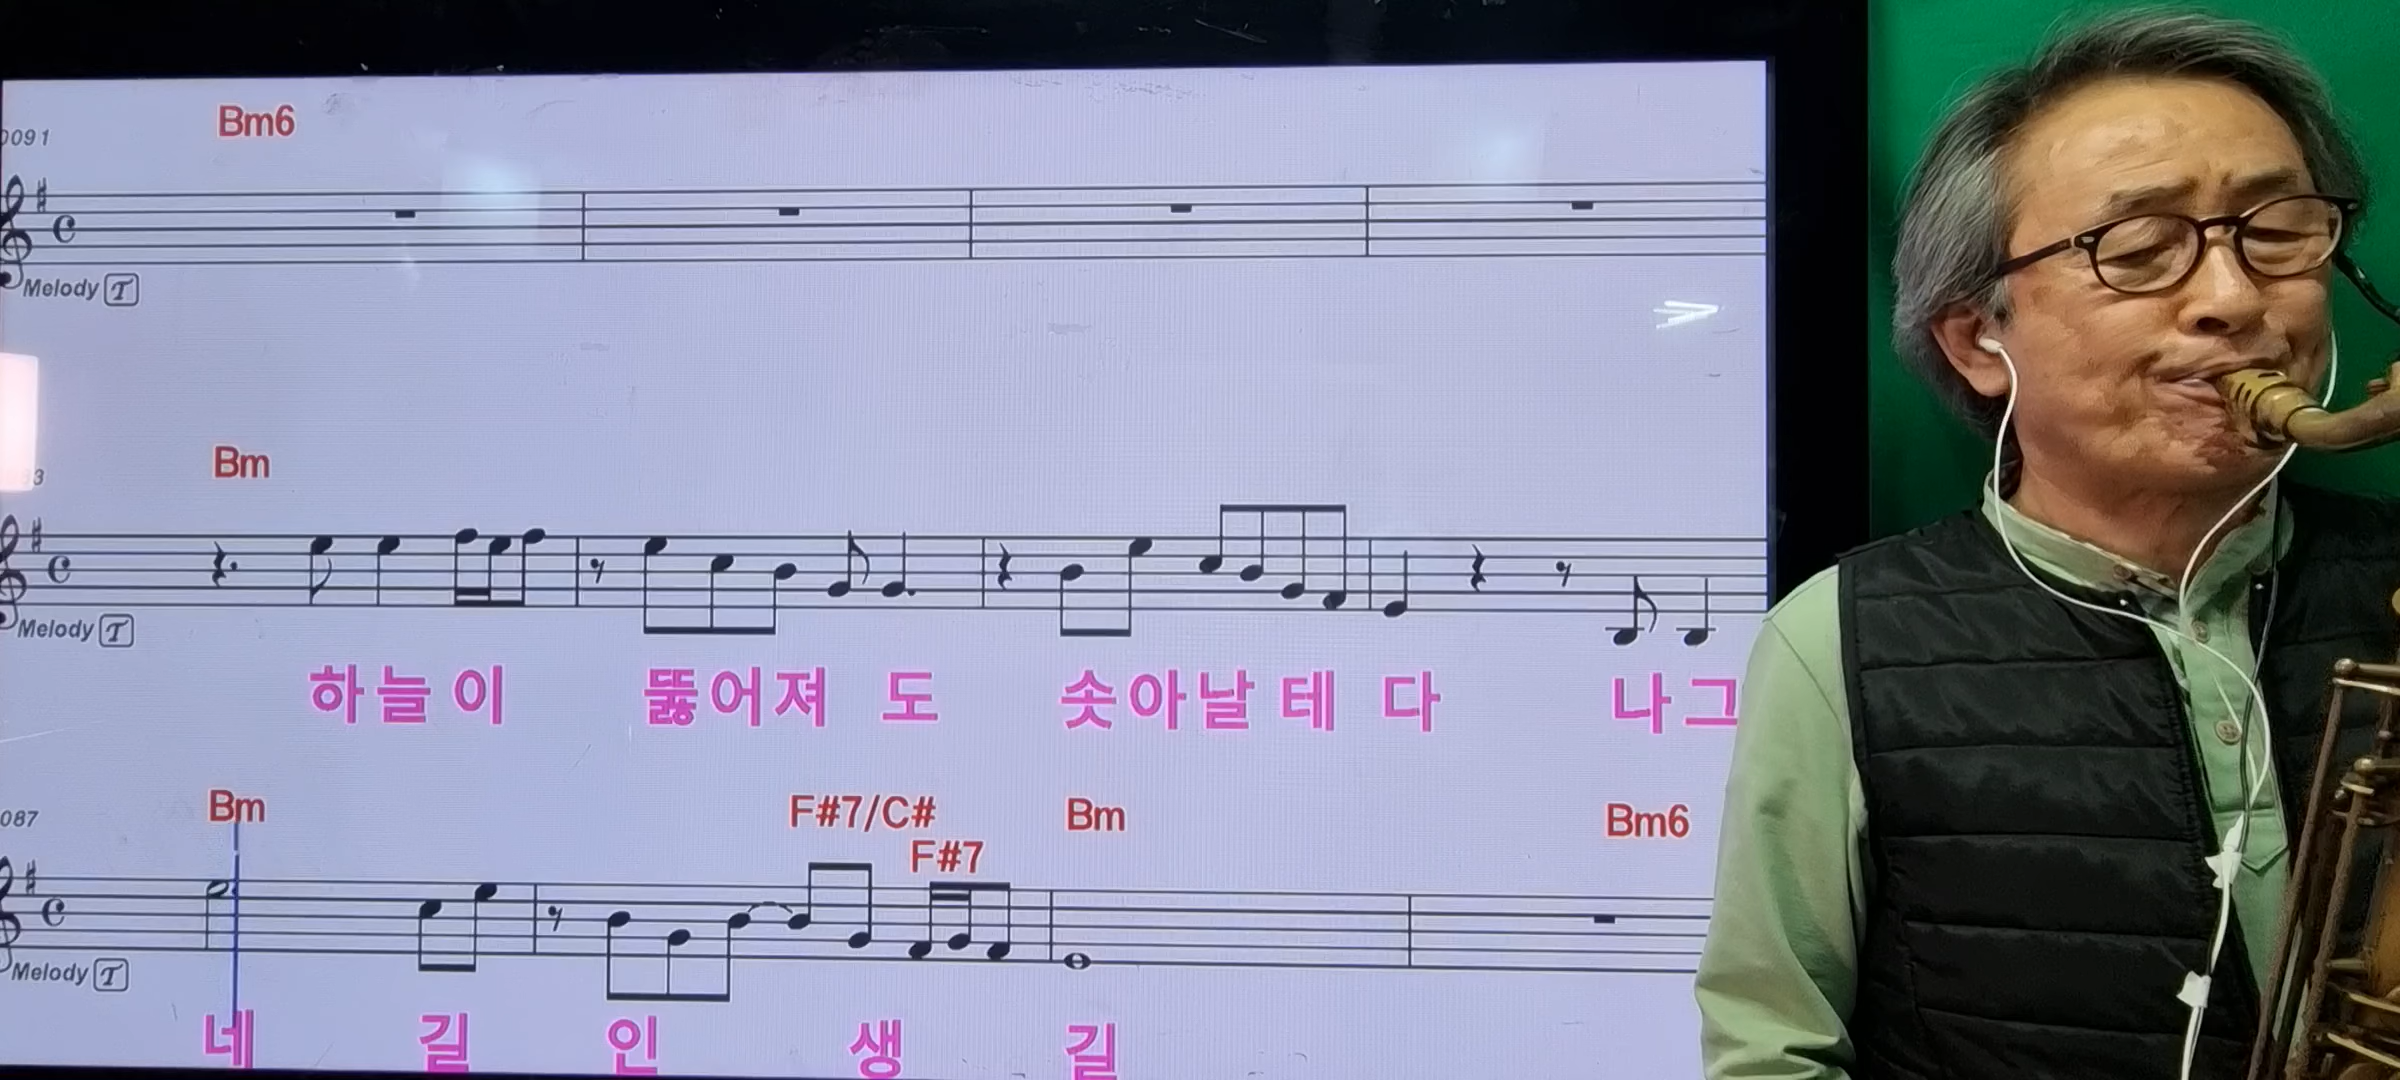 Bm6
0091
Melody T
Bm
3
Melody T
하늘이 뚫어져 도 솟아날 테 다 나그
Bm F#7/C# Bm Bm6
087
F#7
Melody T
네 길 인 생 길